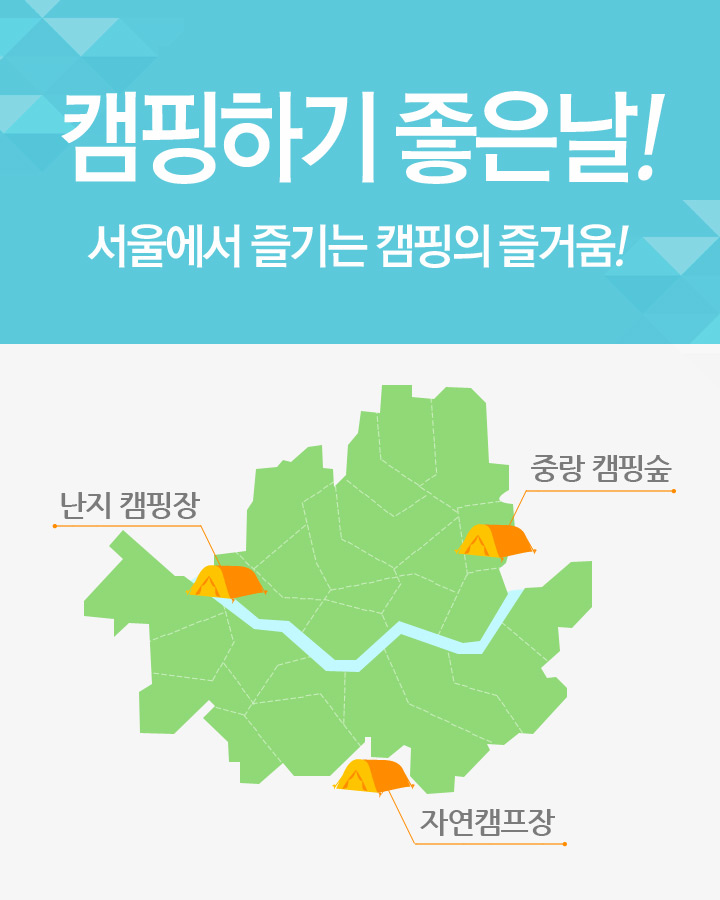 캠핑하기 좋은날!
서울에서 즐기는 캠핑의 즐거움!
중랑 캠핑숲
난지 캠핑장
자연캠프장